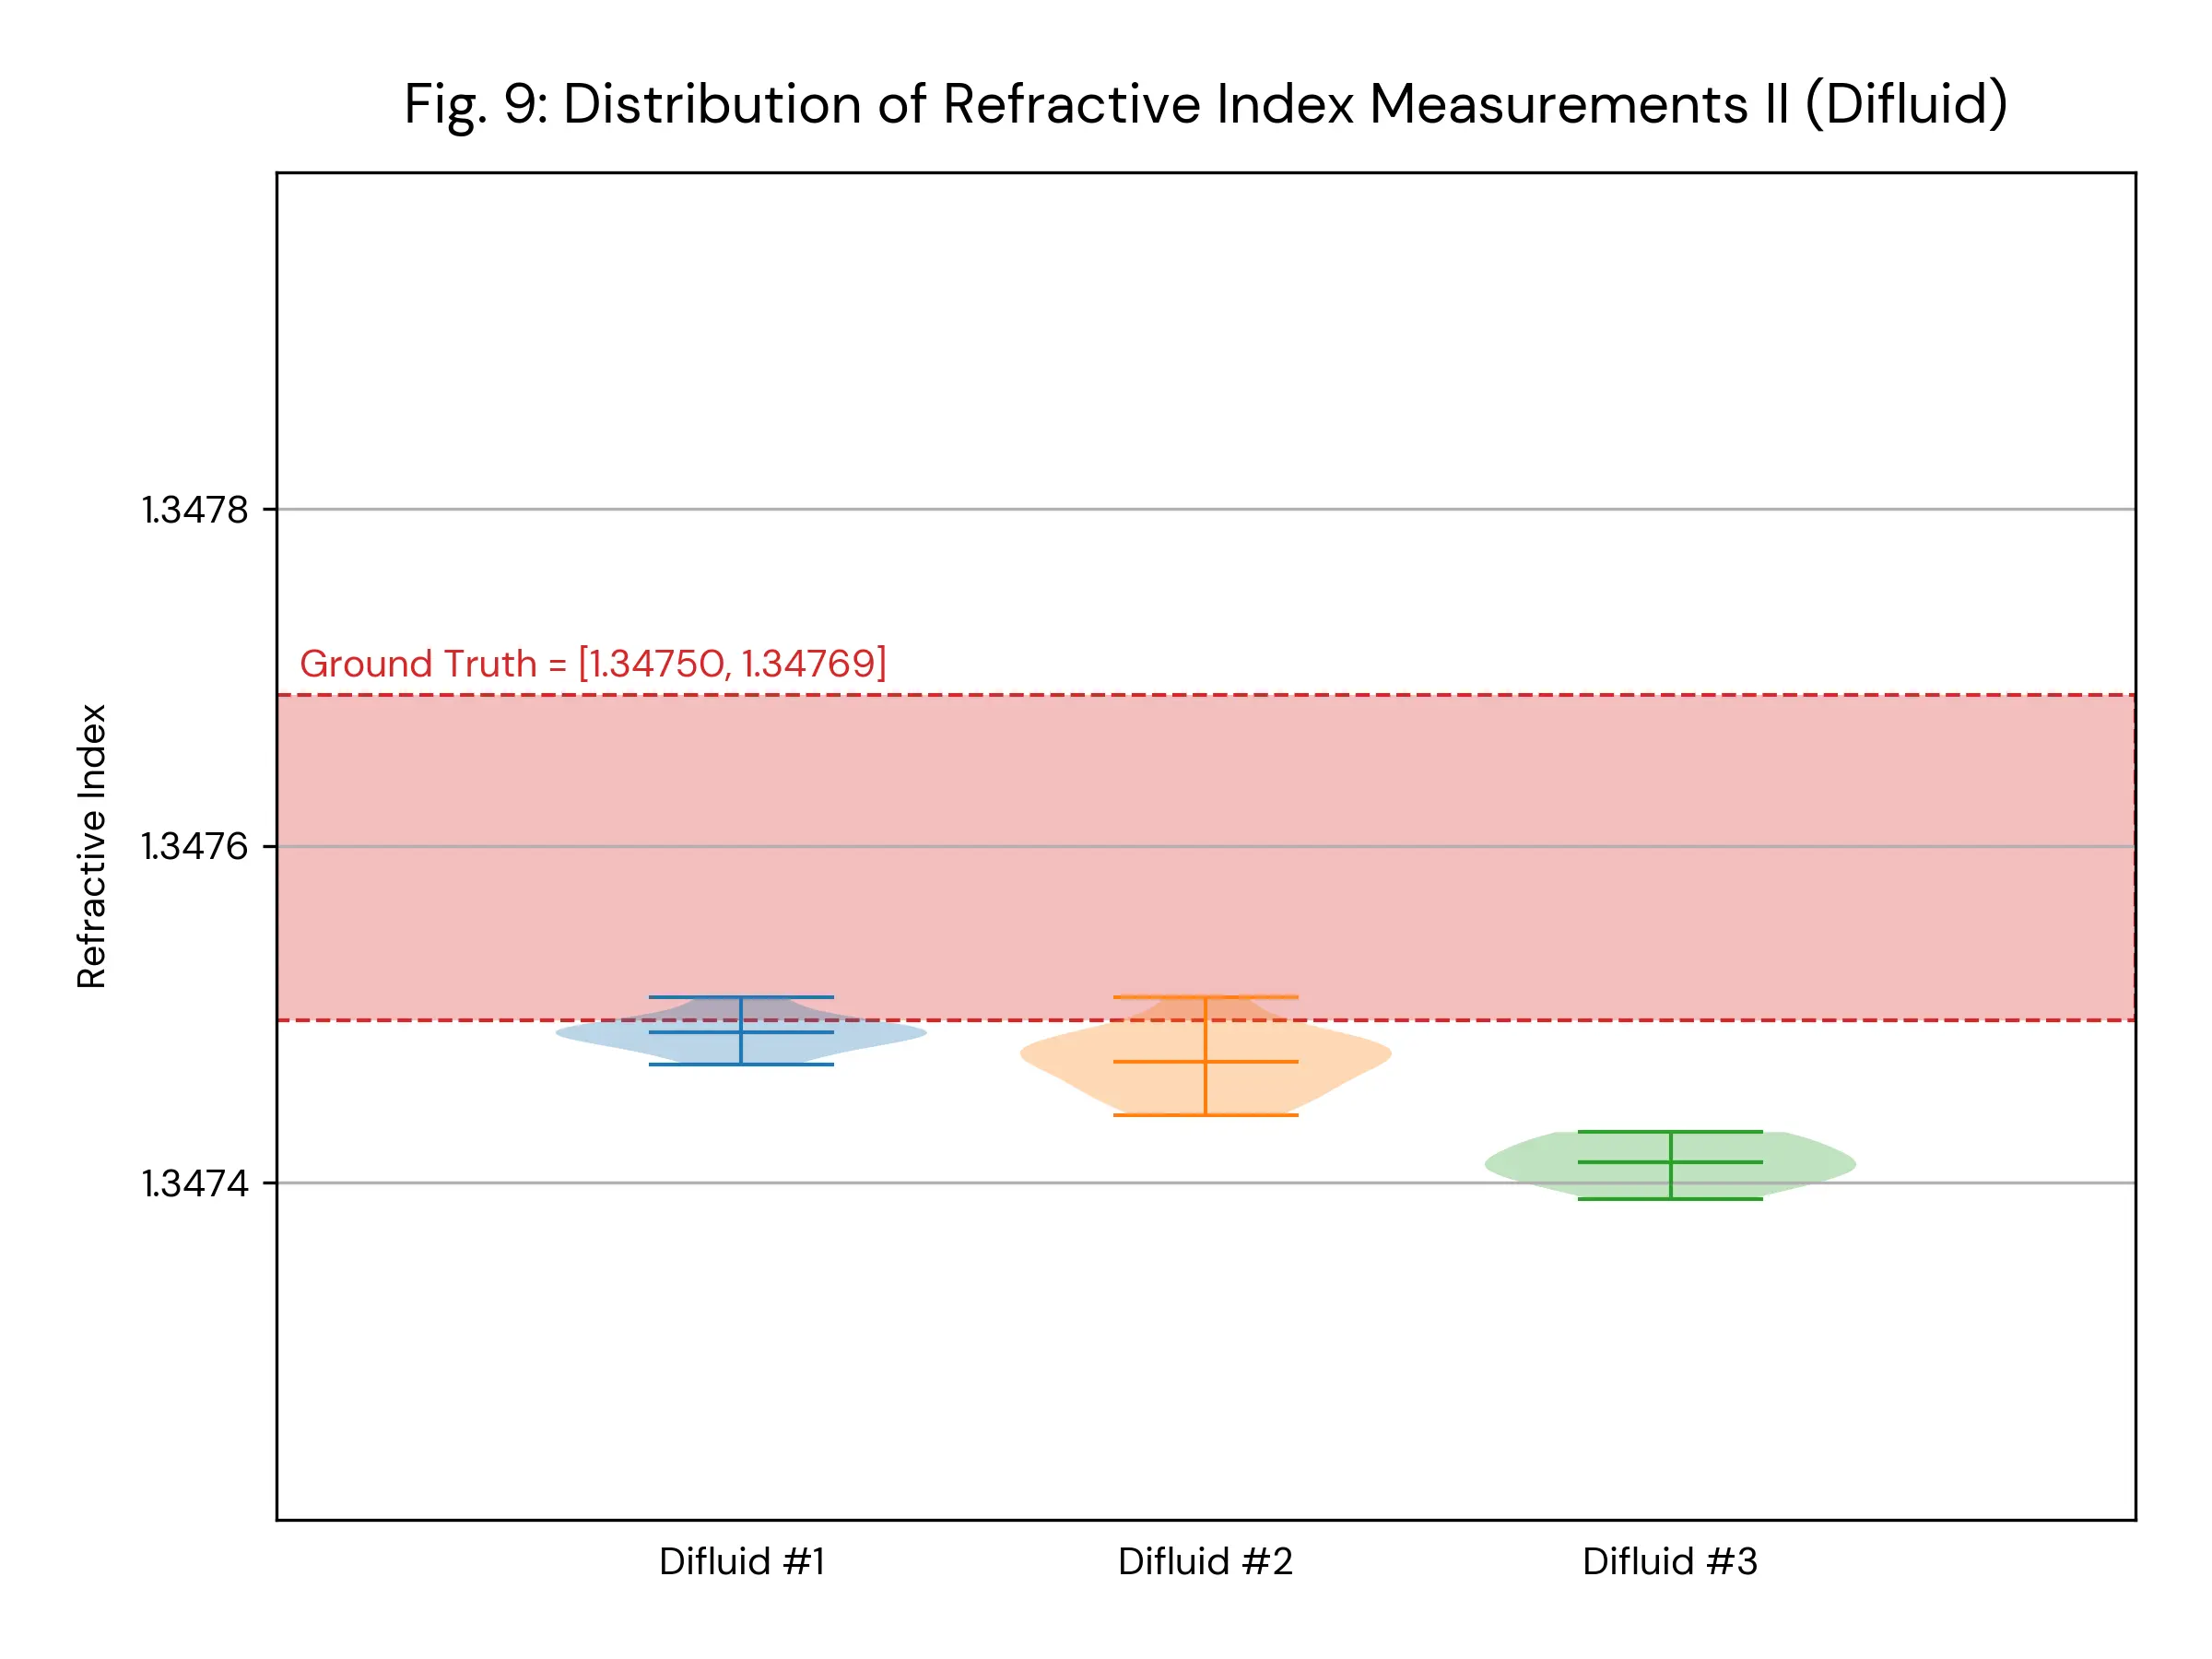 Fig. 9: Distribution of Refractive Index Measurements II (Difluid)
1.3478
Ground Truth = [1.34750, 1.34769]
Refractive Index
1.3476
1.3474
Difluid #1
Difluid #2
Difluid #3